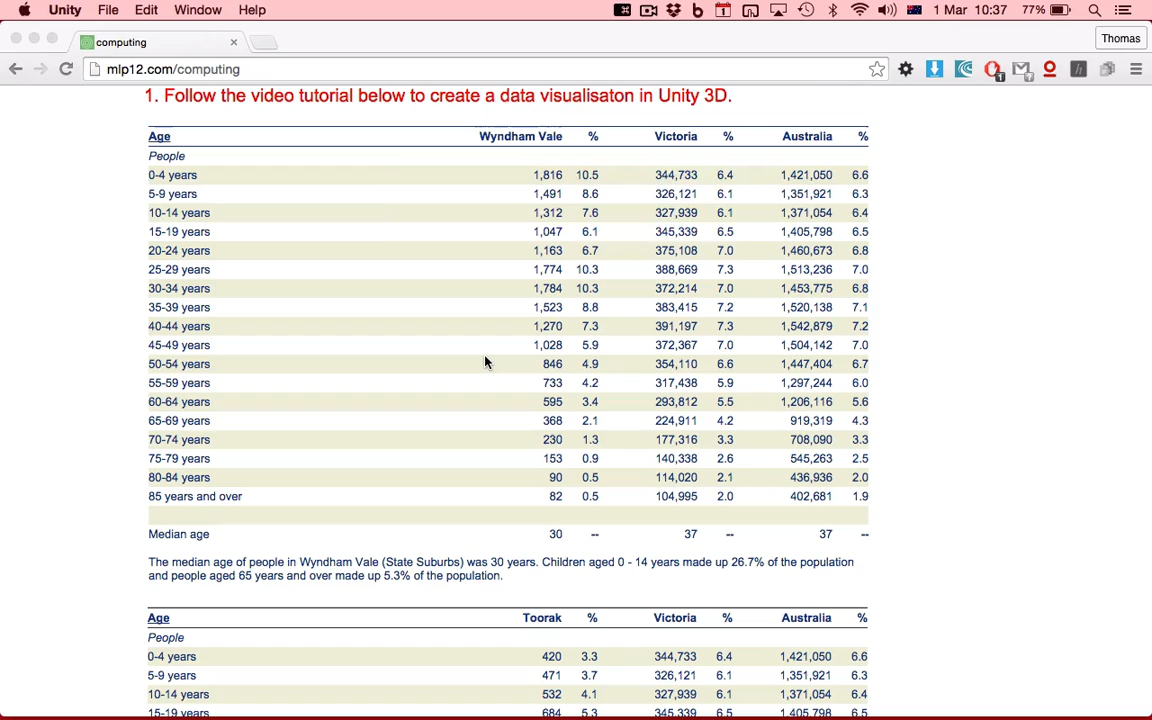 Unity File Edit Window Help 1 Mar 10:37 77%
computing
Thomas
mlp12.com/computing
1. Follow the video tutorial below to create a data visualisaton in Unity 3D.
Age Wyndham Vale % Victoria % Australia %
People
0-4 years 1,816 10.5 344,733 6.4 1,421,050 6.6
5-9 years 1,491 8.6 326,121 6.1 1,351,921 6.3
10-14 years 1,312 7.6 327,939 6.1 1,371,054 6.4
15-19 years 1,047 6.1 345,339 6.5 1,405,798 6.5
20-24 years 1,163 6.7 375,108 7.0 1,460,673 6.8
25-29 years 1,774 10.3 388,669 7.3 1,513,236 7.0
30-34 years 1,784 10.3 372,214 7.0 1,453,775 6.8
35-39 years 1,523 8.8 383,415 7.2 1,520,138 7.1
40-44 years 1,270 7.3 391,197 7.3 1,542,879 7.2
45-49 years 1,028 5.9 372,367 7.0 1,504,142 7.0
50-54 years 846 4.9 354,110 6.6 1,447,404 6.7
55-59 years 733 4.2 317,438 5.9 1,297,244 6.0
60-64 years 595 3.4 293,812 5.5 1,206,116 5.6
65-69 years 368 2.1 224,911 4.2 919,319 4.3
70-74 years 230 1.3 177,316 3.3 708,090 3.3
75-79 years 153 0.9 140,338 2.6 545,263 2.5
80-84 years 90 0.5 114,020 2.1 436,936 2.0
85 years and over 82 0.5 104,995 2.0 402,681 1.9
Median age 30 -- 37 -- 37 --
The median age of people in Wyndham Vale (State Suburbs) was 30 years. Children aged 0 - 14 years made up 26.7% of the population
and people aged 65 years and over made up 5.3% of the population.
Age Toorak % Victoria % Australia %
People
0-4 years 420 3.3 344,733 6.4 1,421,050 6.6
5-9 years 471 3.7 326,121 6.1 1,351,921 6.3
10-14 years 532 4.1 327,939 6.1 1,371,054 6.4
15-19 years 684 5.3 345,339 6.5 1,405,798 6.5